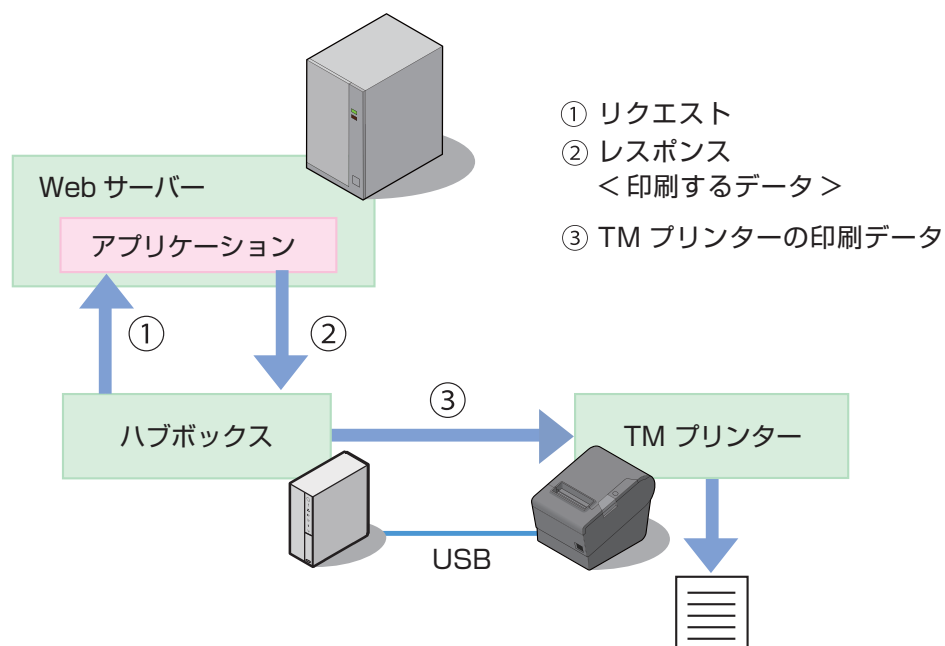 ① リクエスト
② レスポンス
< 印刷するデータ >
③ TM プリンターの印刷データ
Web サーバー
アプリケーション
①
②
③
ハブボックス
TM プリンター
USB